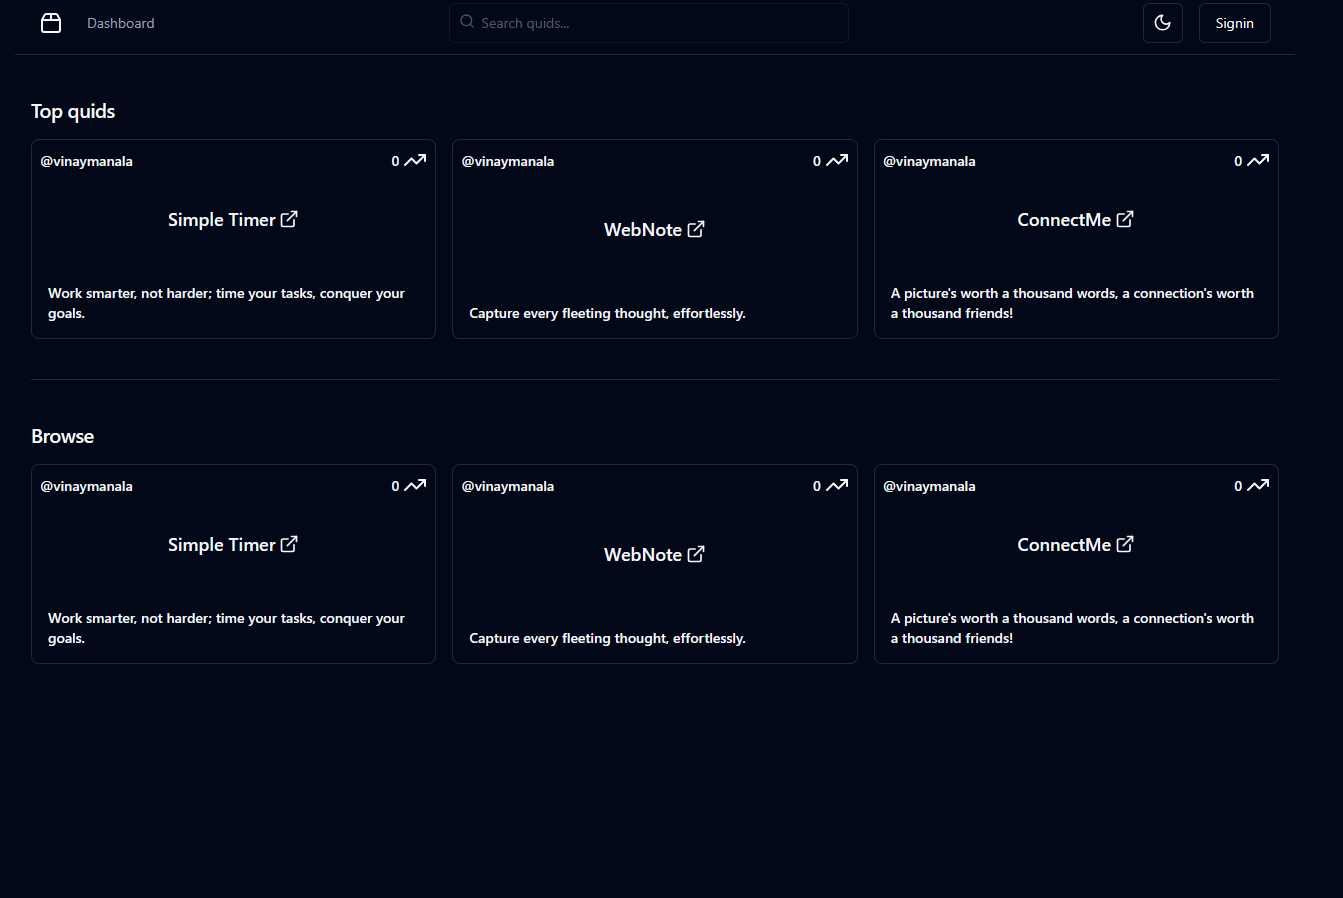 Dashboard
Search quids...
Signin
Top quids
@vinaymanala
0
Simple Timer
Work smarter, not harder; time your tasks, conquer your
goals.
@vinaymanala
0
WebNote
Capture every fleeting thought, effortlessly.
@vinaymanala
0
ConnectMe
A picture's worth a thousand words, a connection's worth
a thousand friends!
Browse
@vinaymanala
0
Simple Timer
Work smarter, not harder; time your tasks, conquer your
goals.
@vinaymanala
0
WebNote
Capture every fleeting thought, effortlessly.
@vinaymanala
0
ConnectMe
A picture's worth a thousand words, a connection's worth
a thousand friends!